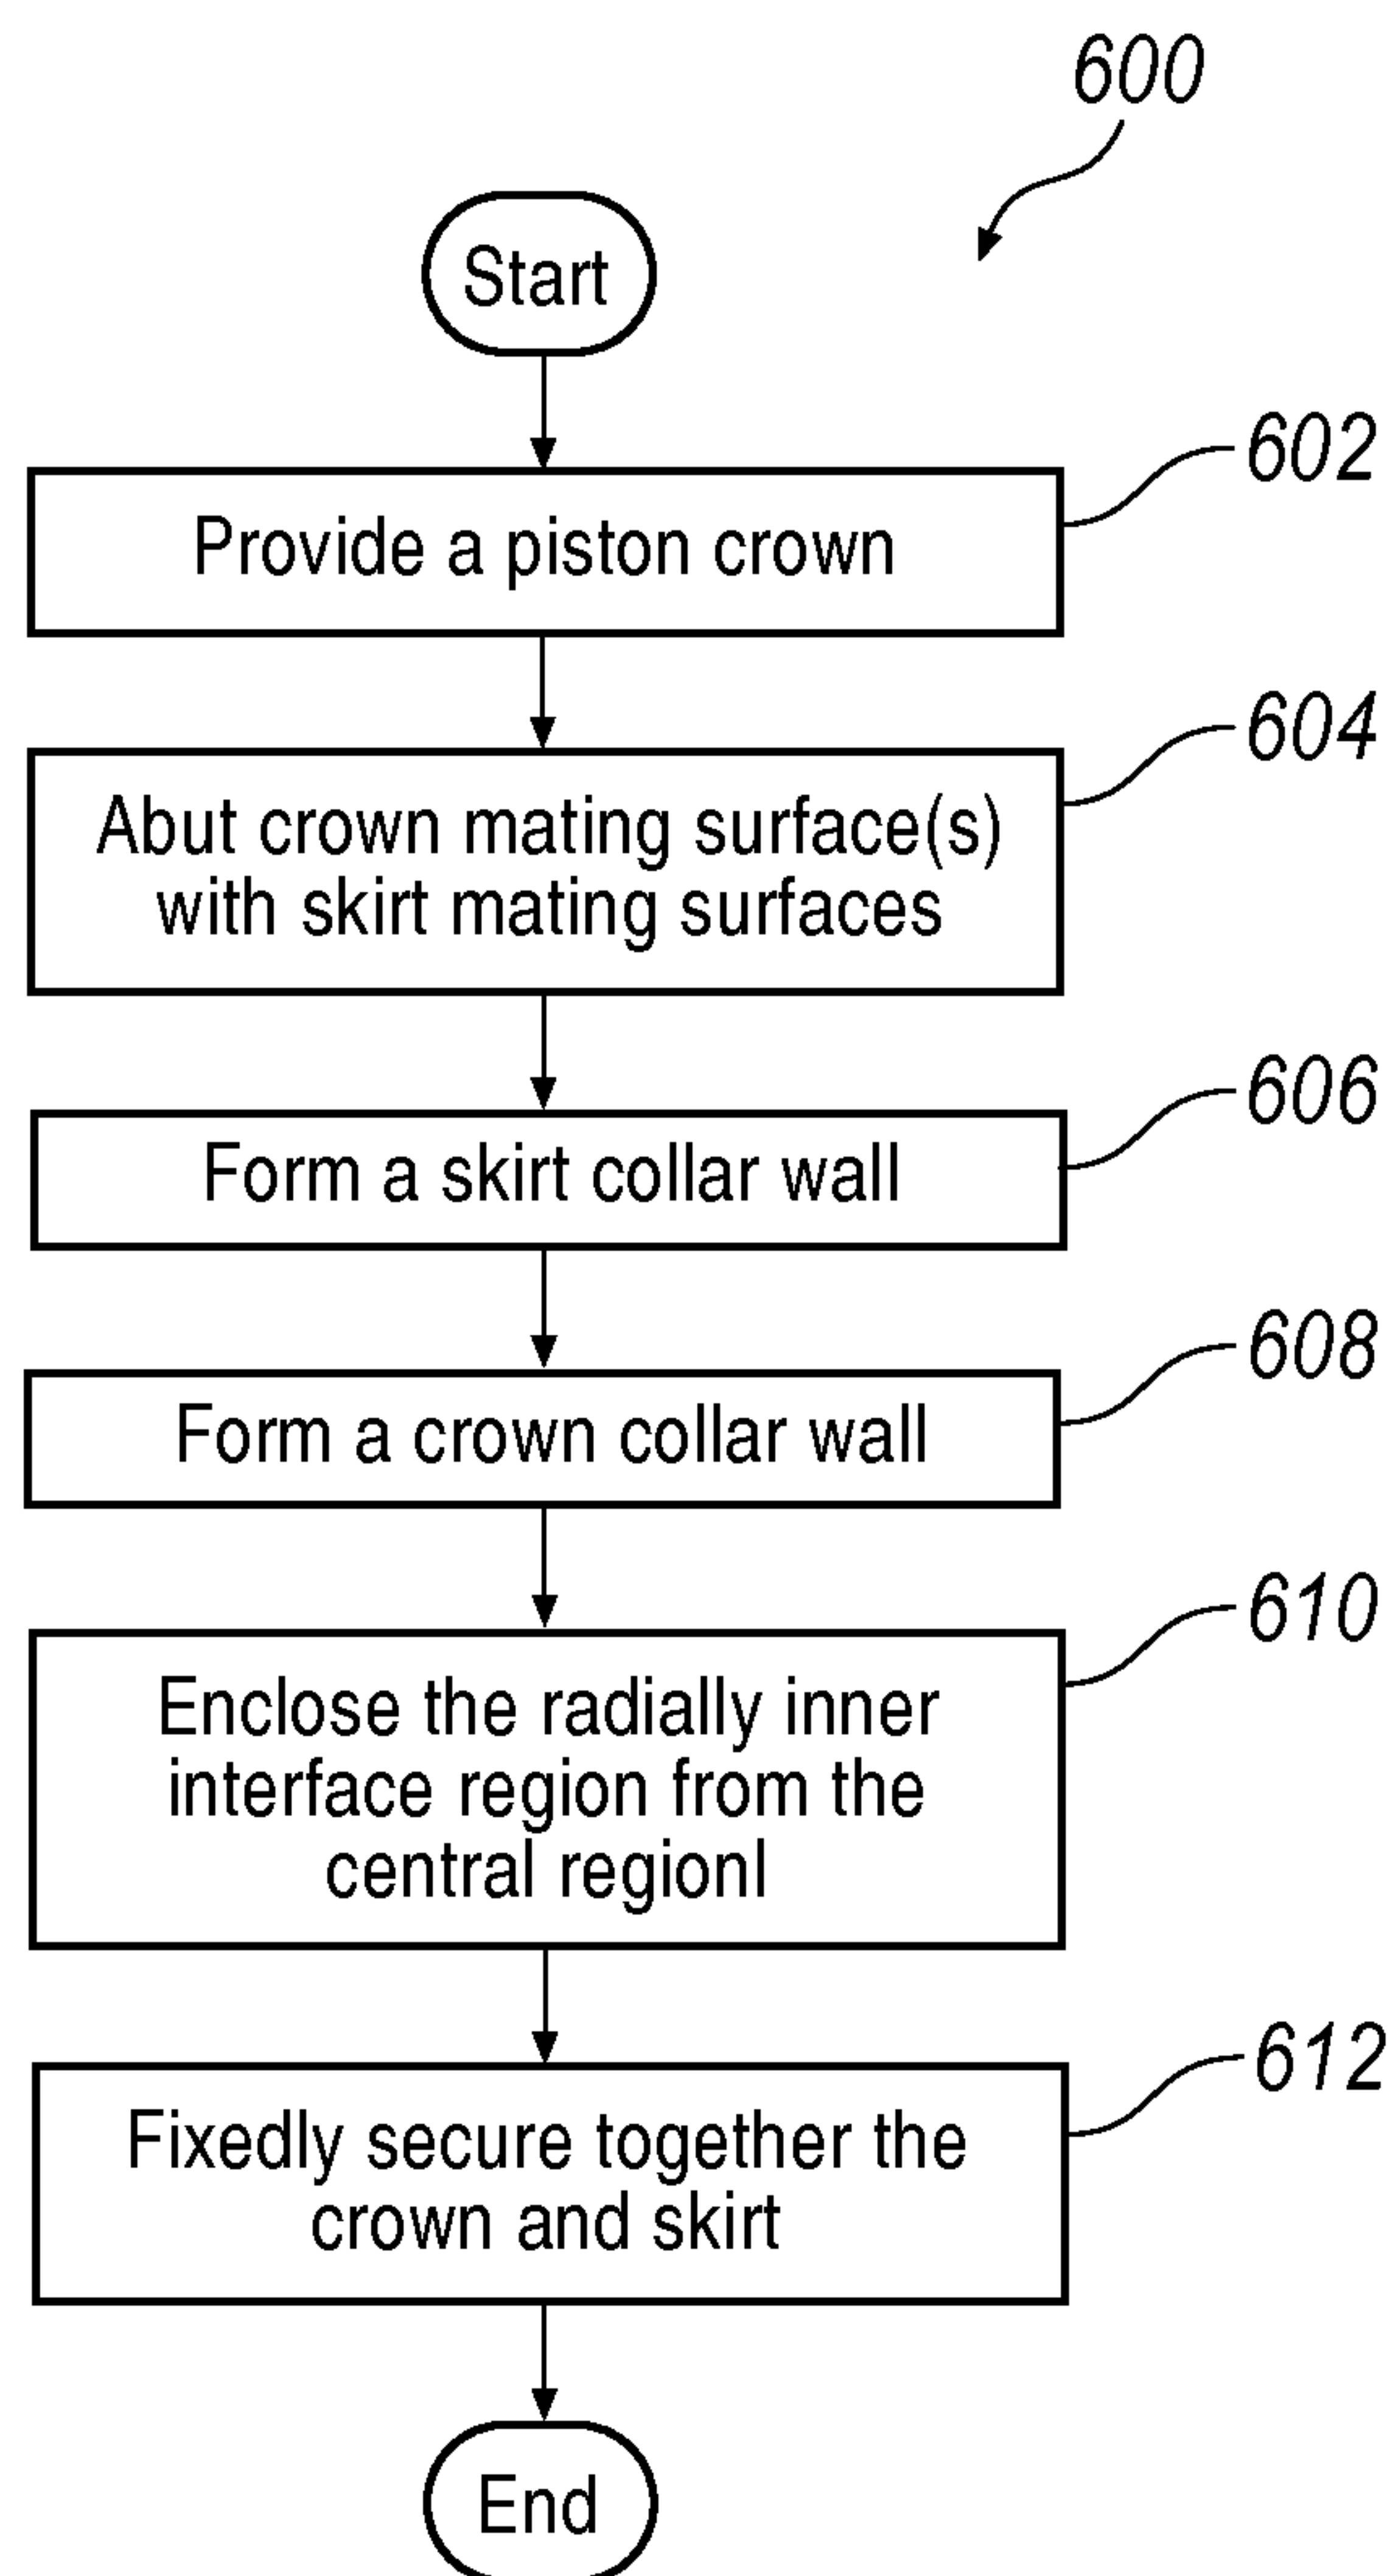 600
Start
602
Provide a piston crown
604
Abut crown mating surface(s)
with skirt mating surfaces
606
Form a skirt collar wall
608
Form a crown collar wall
610
Enclose the radially inner
interface region from the
central regionl
612
Fixedly secure together the
crown and skirt
End